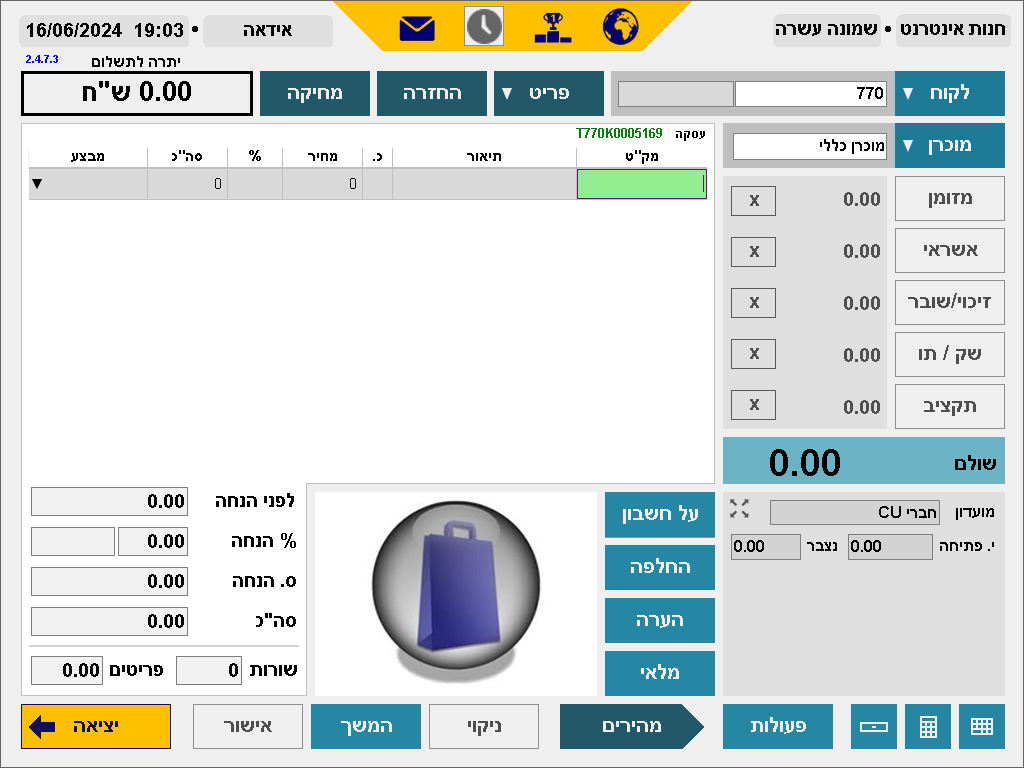 חנות אינטרנט • שמונה עשרה
אידאה • 16/06/2024 19:03
2.4.7.3
יתרה לתשלום
לקוח ▼ 770
פריט ▼
החזרה
מחיקה
0.00 ש"ח
עסקה T770K0005169
מק"ט תיאור כ. מחיר % סה"כ מבצע
0 0 ▼
מוכרן ▼ מוכרן כללי
מזומן 0.00 X
אשראי 0.00 X
זיכוי/שובר 0.00 X
שק / תו 0.00 X
תקציב 0.00 X
שולם 0.00
מועדון חברי CU
י. פתיחה 0.00 נצבר 0.00
על חשבון
החלפה
הערה
מלאי
לפני הנחה 0.00
% הנחה 0.00
ס. הנחה 0.00
סה"כ 0.00
שורות 0 פריטים 0.00
פעולות
מהירים
ניקוי
המשך
אישור
יציאה